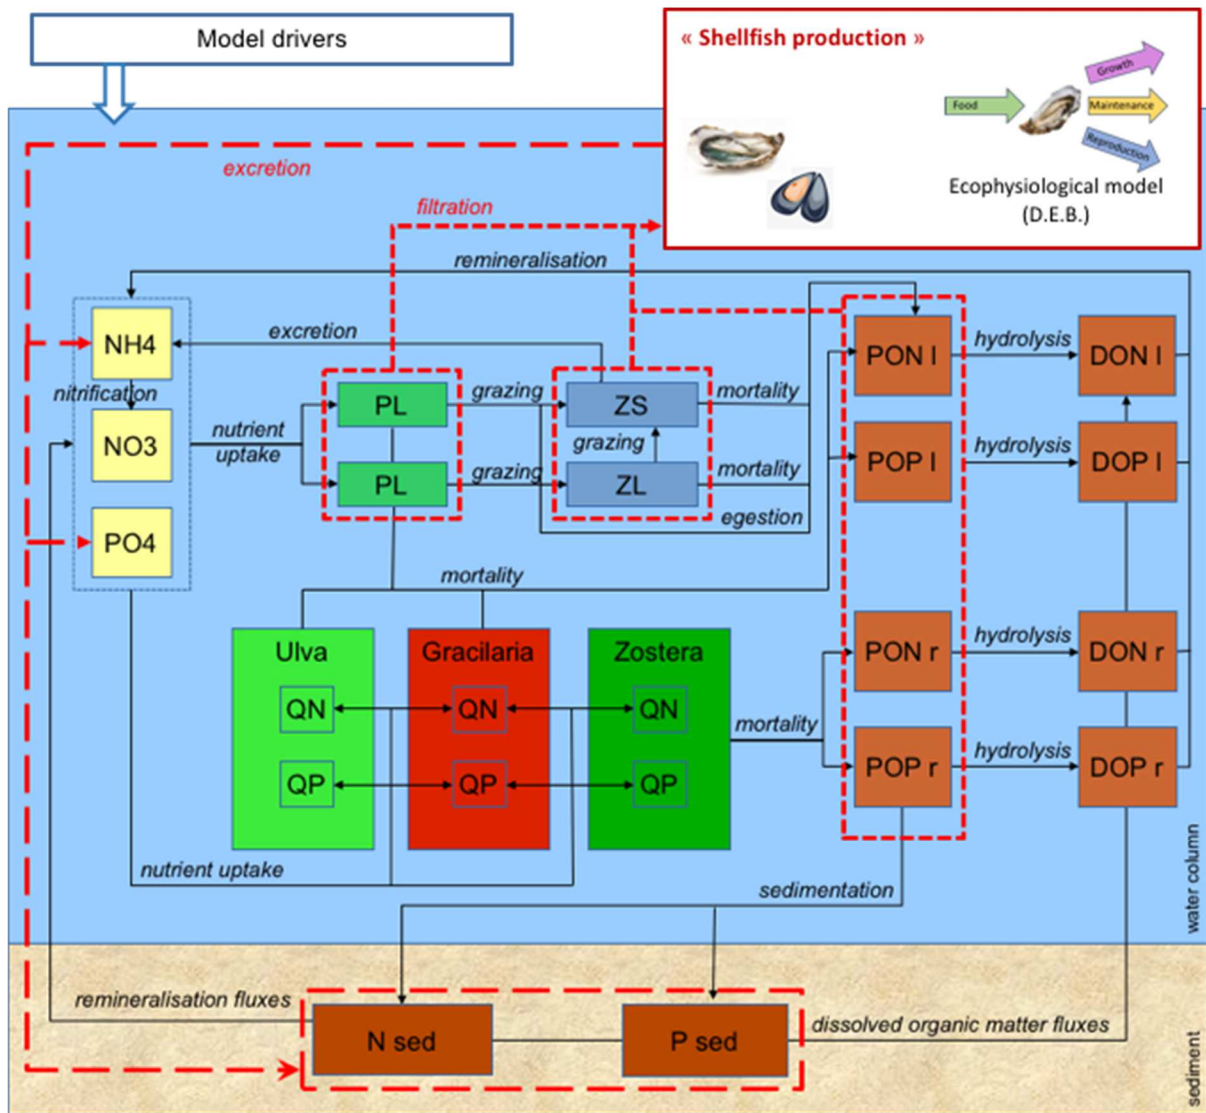 Model drivers
« Shellfish production »
Food
Growth
Maintenance
Reproduction
Ecophysiological model
(D.E.B.)
excretion
filtration
remineralisation
NH4
excretion
PON l
hydrolysis
DON l
nitrification
PL
grazing
ZS
mortality
NO3
nutrient
uptake
grazing
POP l
hydrolysis
DOP l
PL
grazing
ZL
mortality
PO4
egestion
mortality
Ulva
Gracilaria
Zostera
PON r
hydrolysis
DON r
QN
QN
QN
mortality
QP
QP
QP
POP r
hydrolysis
DOP r
nutrient uptake
sedimentation
water column
remineralisation fluxes
N sed
P sed
dissolved organic matter fluxes
sediment